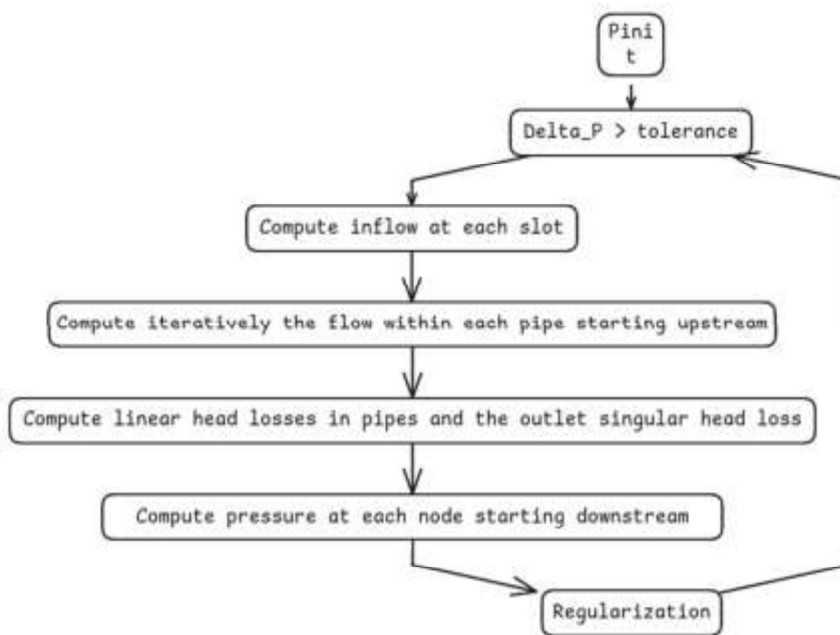 Pini
t
Delta_P > tolerance
Compute inflow at each slot
Compute iteratively the flow within each pipe starting upstream
Compute linear head losses in pipes and the outlet singular head loss
Compute pressure at each node starting downstream
Regularization